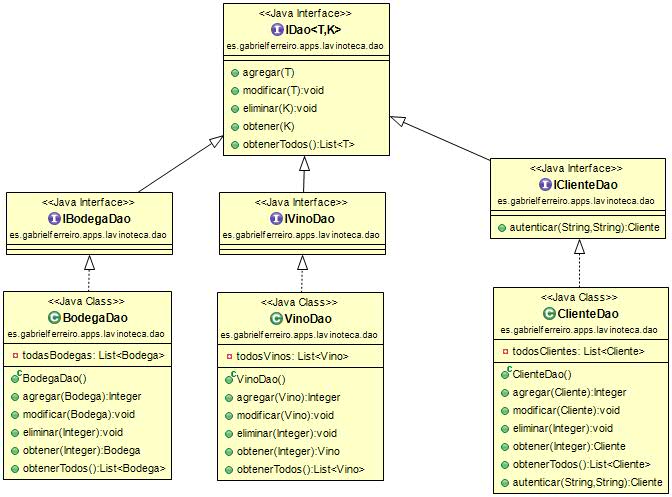 <<Java Interface>>
IDao<T,K>
es.gabrielferreiro.apps.lavinoteca.dao
agregar(T)
modificar(T):void
eliminar(K):void
obtener(K)
obtenerTodos():List<T>
<<Java Interface>>
IBodegaDao
es.gabrielferreiro.apps.lavinoteca.dao
<<Java Interface>>
IVinoDao
es.gabrielferreiro.apps.lavinoteca.dao
<<Java Interface>>
IClienteDao
es.gabrielferreiro.apps.lavinoteca.dao
autenticar(String,String):Cliente
<<Java Class>>
BodegaDao
es.gabrielferreiro.apps.lavinoteca.dao
todasBodegas: List<Bodega>
BodegaDao()
agregar(Bodega):Integer
modificar(Bodega):void
eliminar(Integer):void
obtener(Integer):Bodega
obtenerTodos():List<Bodega>
<<Java Class>>
VinoDao
es.gabrielferreiro.apps.lavinoteca.dao
todosVinos: List<Vino>
VinoDao()
agregar(Vino):Integer
modificar(Vino):void
eliminar(Integer):void
obtener(Integer):Vino
obtenerTodos():List<Vino>
<<Java Class>>
ClienteDao
es.gabrielferreiro.apps.lavinoteca.dao
todosClientes: List<Cliente>
ClienteDao()
agregar(Cliente):Integer
modificar(Cliente):void
eliminar(Integer):void
obtener(Integer):Cliente
obtenerTodos():List<Cliente>
autenticar(String,String):Cliente